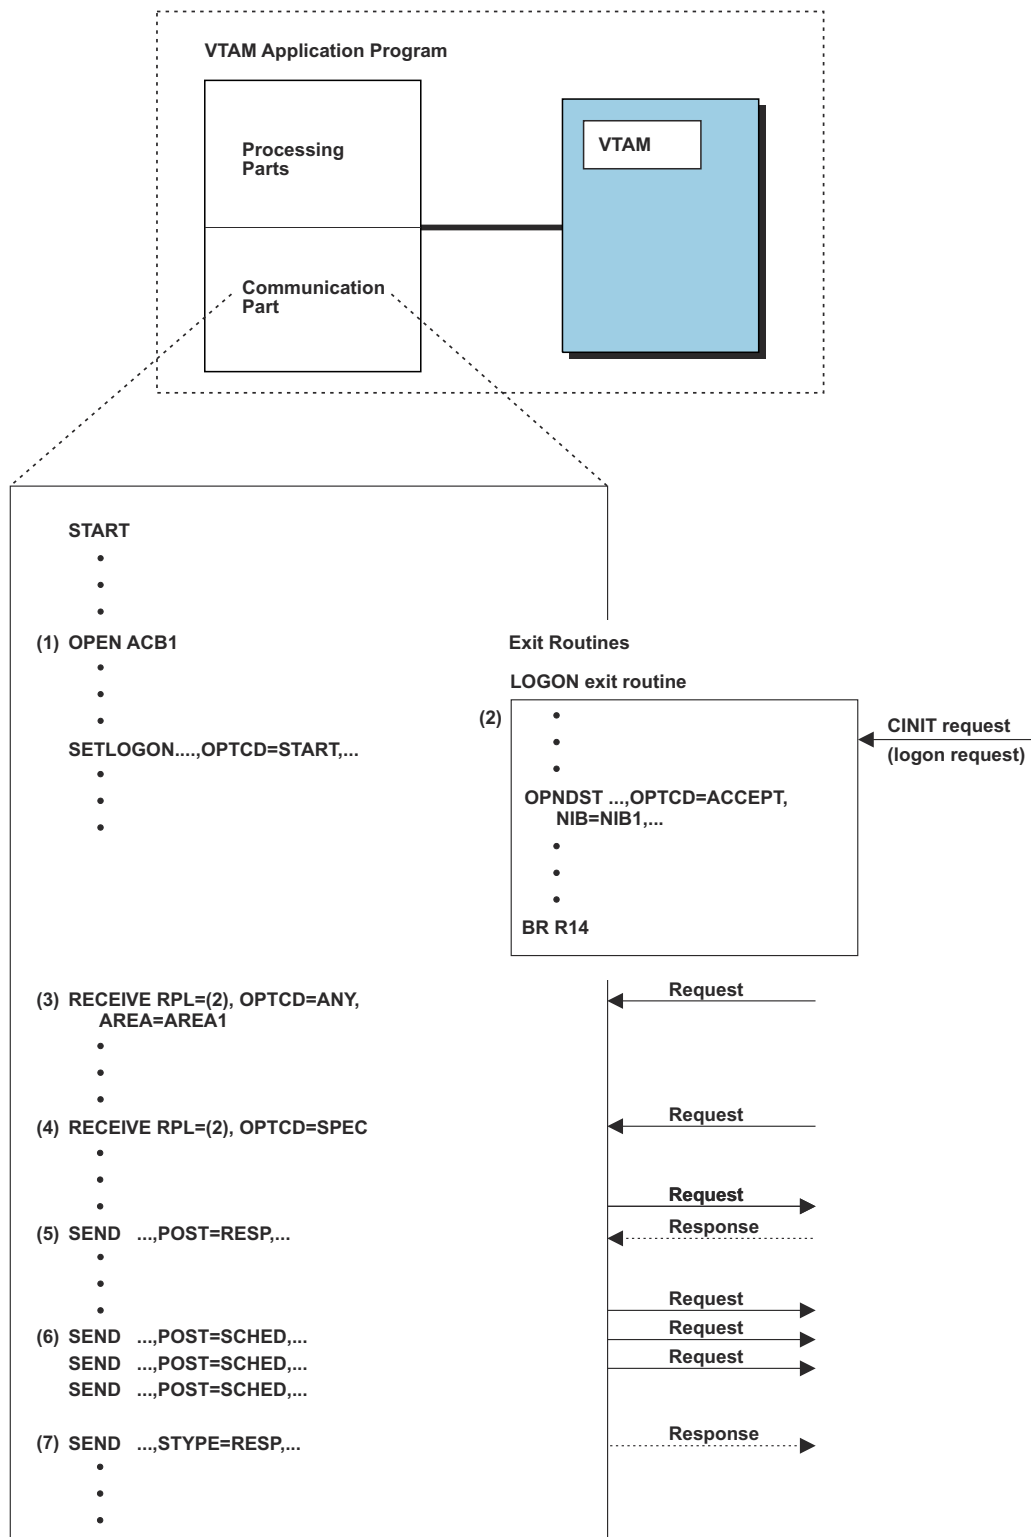 VTAM Application Program
Processing
Parts
VTAM
Communication
Part
START
(1) OPEN ACB1
Exit Routines
LOGON exit routine
(2)
CINIT request
(logon request)
SETLOGON....,OPTCD=START,...
OPNDST ...,OPTCD=ACCEPT,
NIB=NIB1,...
BR R14
(3) RECEIVE RPL=(2), OPTCD=ANY,
AREA=AREA1
Request
(4) RECEIVE RPL=(2), OPTCD=SPEC
Request
Request
(5) SEND ...,POST=RESP,...
Response
Request
(6) SEND ...,POST=SCHED,...
Request
SEND ...,POST=SCHED,...
Request
SEND ...,POST=SCHED,...
(7) SEND ...,STYPE=RESP,...
Response